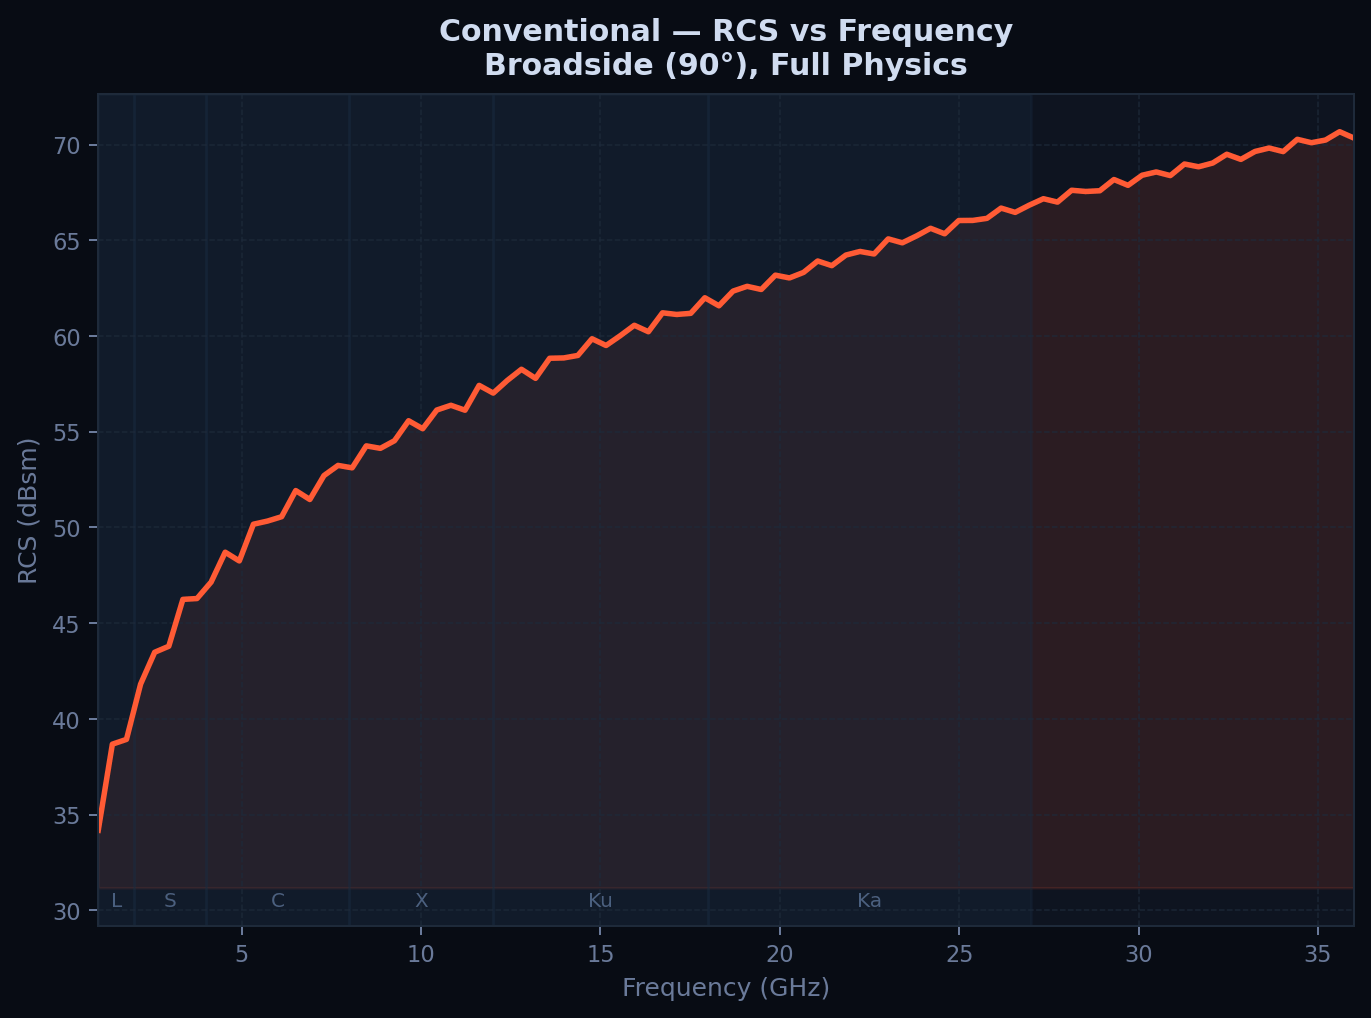 Conventional — RCS vs Frequency
Broadside (90°), Full Physics
70
65
60
55
50
45
40
35
30
RCS (dBsm)
L S C X Ku Ka
5 10 15 20 25 30 35
Frequency (GHz)